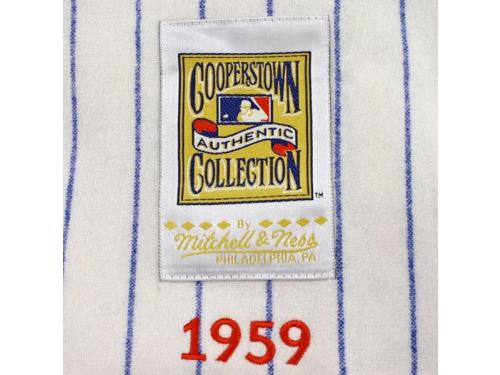 COOPERSTOWN
AUTHENTIC
COLLECTION
TM
By
Mitchell & Ness
PHILADELPHIA, PA
1959